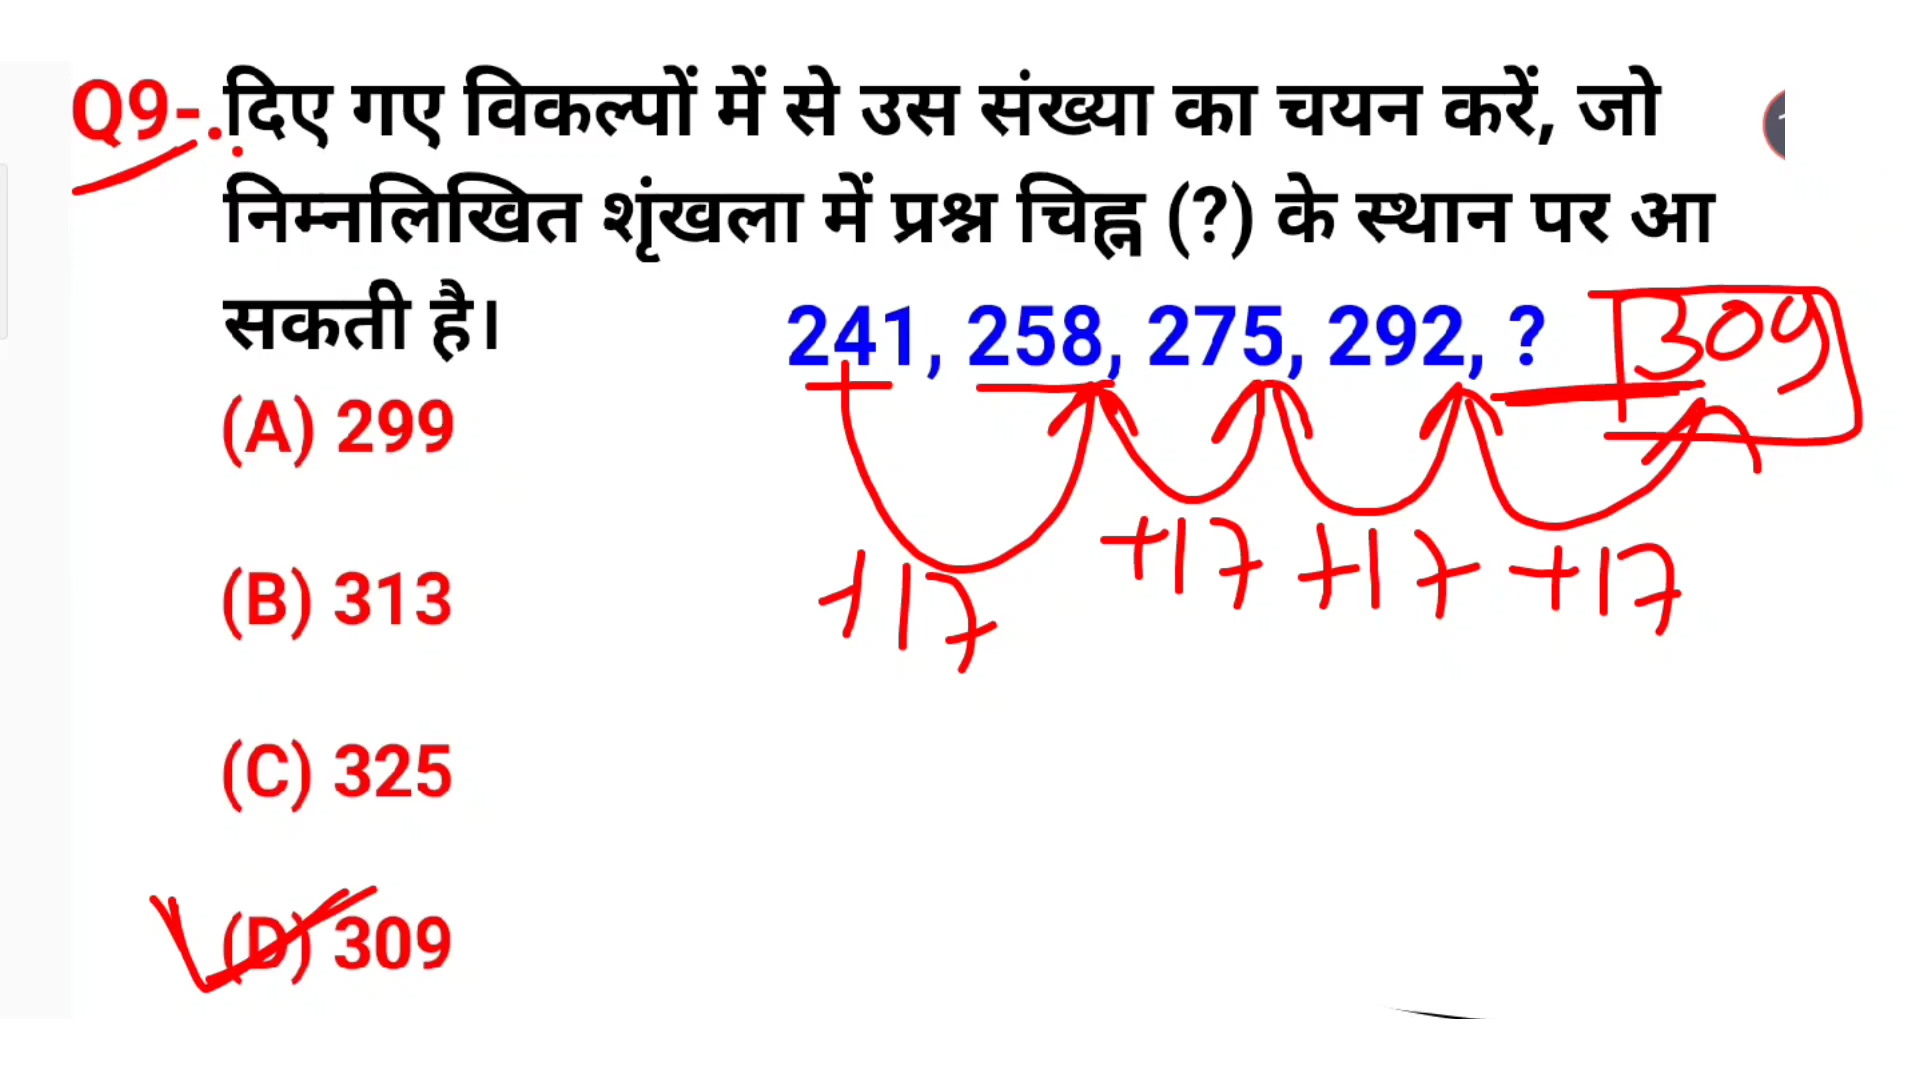 Q9-. दिए गए विकल्पों में से उस संख्या का चयन करें, जो
निम्नलिखित शृंखला में प्रश्न चिह्न (?) के स्थान पर आ
सकती है। 241, 258, 275, 292, ? 309
(A) 299
+17 +17 +17 +17
(B) 313
(C) 325
(D) 309